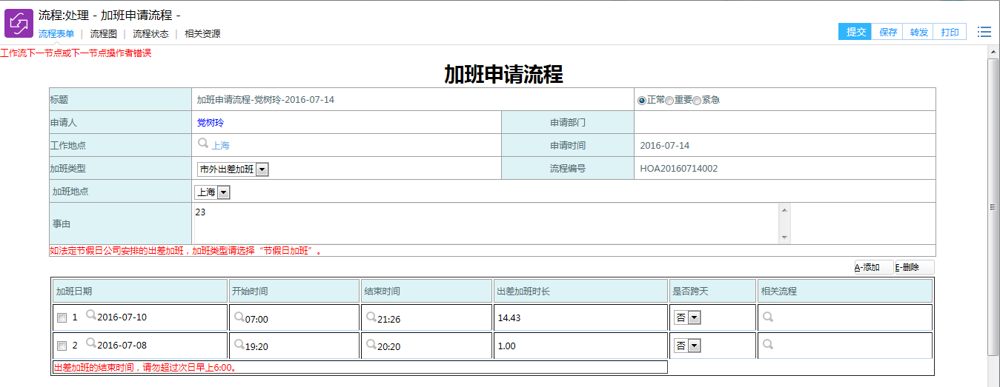 流程:处理 - 加班申请流程 -
流程表单 | 流程图 | 流程状态 | 相关资源
提交 保存 转发 打印
工作流下一节点或下一节点操作者错误
加班申请流程
标题 加班申请流程-党树玲-2016-07-14 正常 重要 紧急
申请人 党树玲 申请部门
工作地点 上海 申请时间 2016-07-14
加班类型 市外出差加班 流程编号 HOA20160714002
加班地点 上海
事由 23
如法定节假日公司安排的出差加班，加班类型请选择“节假日加班”。
A-添加 E-删除
加班日期 开始时间 结束时间 出差加班时长 是否跨天 相关流程
1 2016-07-10 07:00 21:26 14.43 否
2 2016-07-08 19:20 20:20 1.00 否
出差加班的结束时间，请勿超过次日早上6:00。